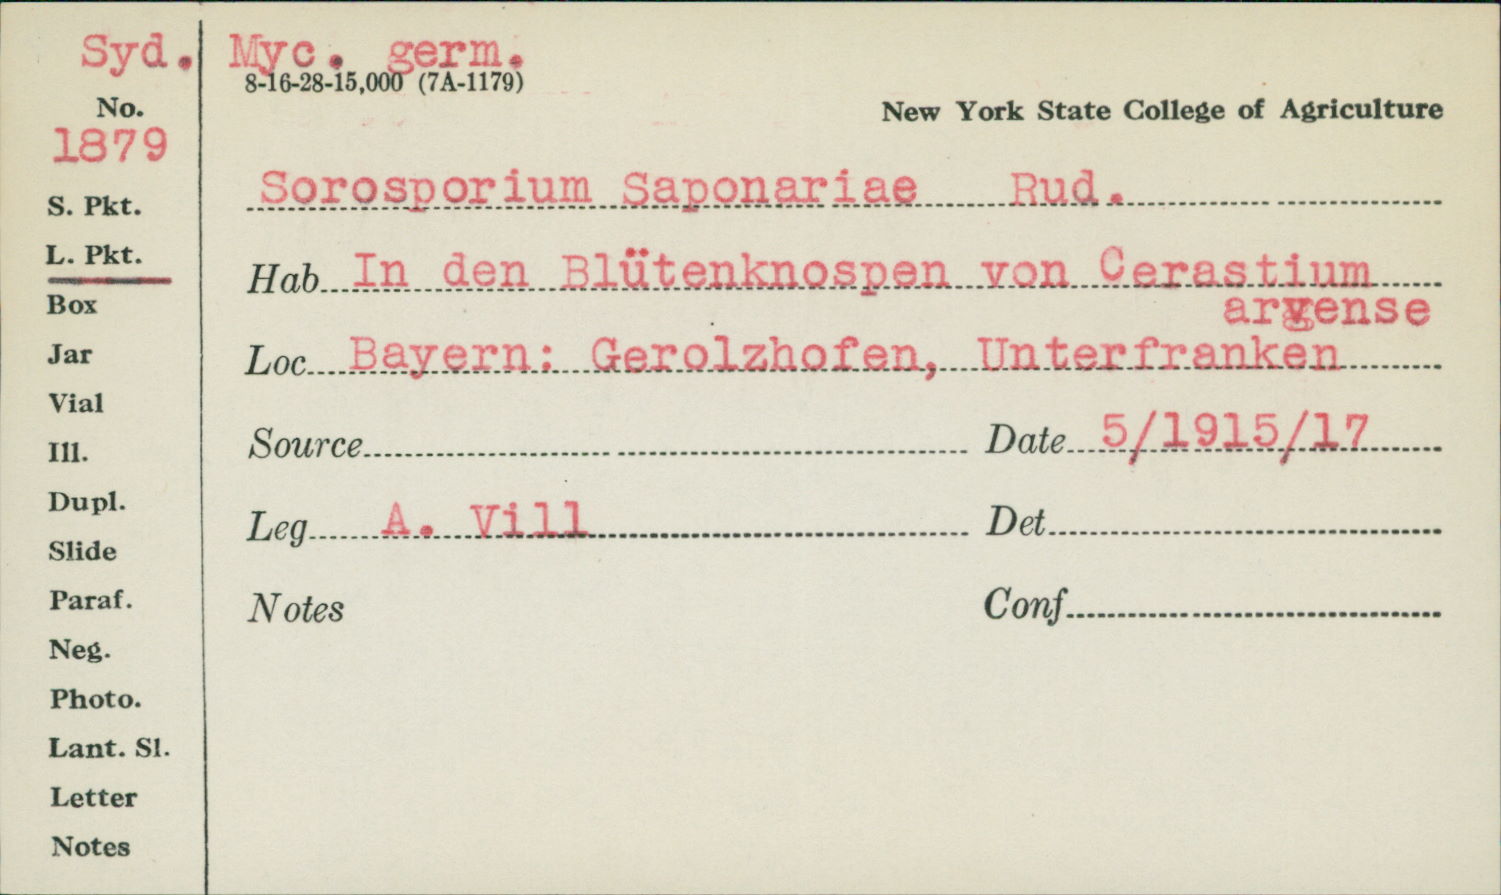 Syd. Myc. germ.
8-16-28-15,000 (7A-1179)
No.
1879
New York State College of Agriculture
S. Pkt.
Sorosporium Saponariae Rud.
L. Pkt.
Hab. In den Blütenknospen von Cerastium
arvense
Box
Jar
Loc. Bayern: Gerolzhofen, Unterfranken
Vial
Ill.
Source Date 5/1915/17
Dupl.
Leg A. Vill Det
Slide
Paraf.
Notes Conf
Neg.
Photo.
Lant. Sl.
Letter
Notes